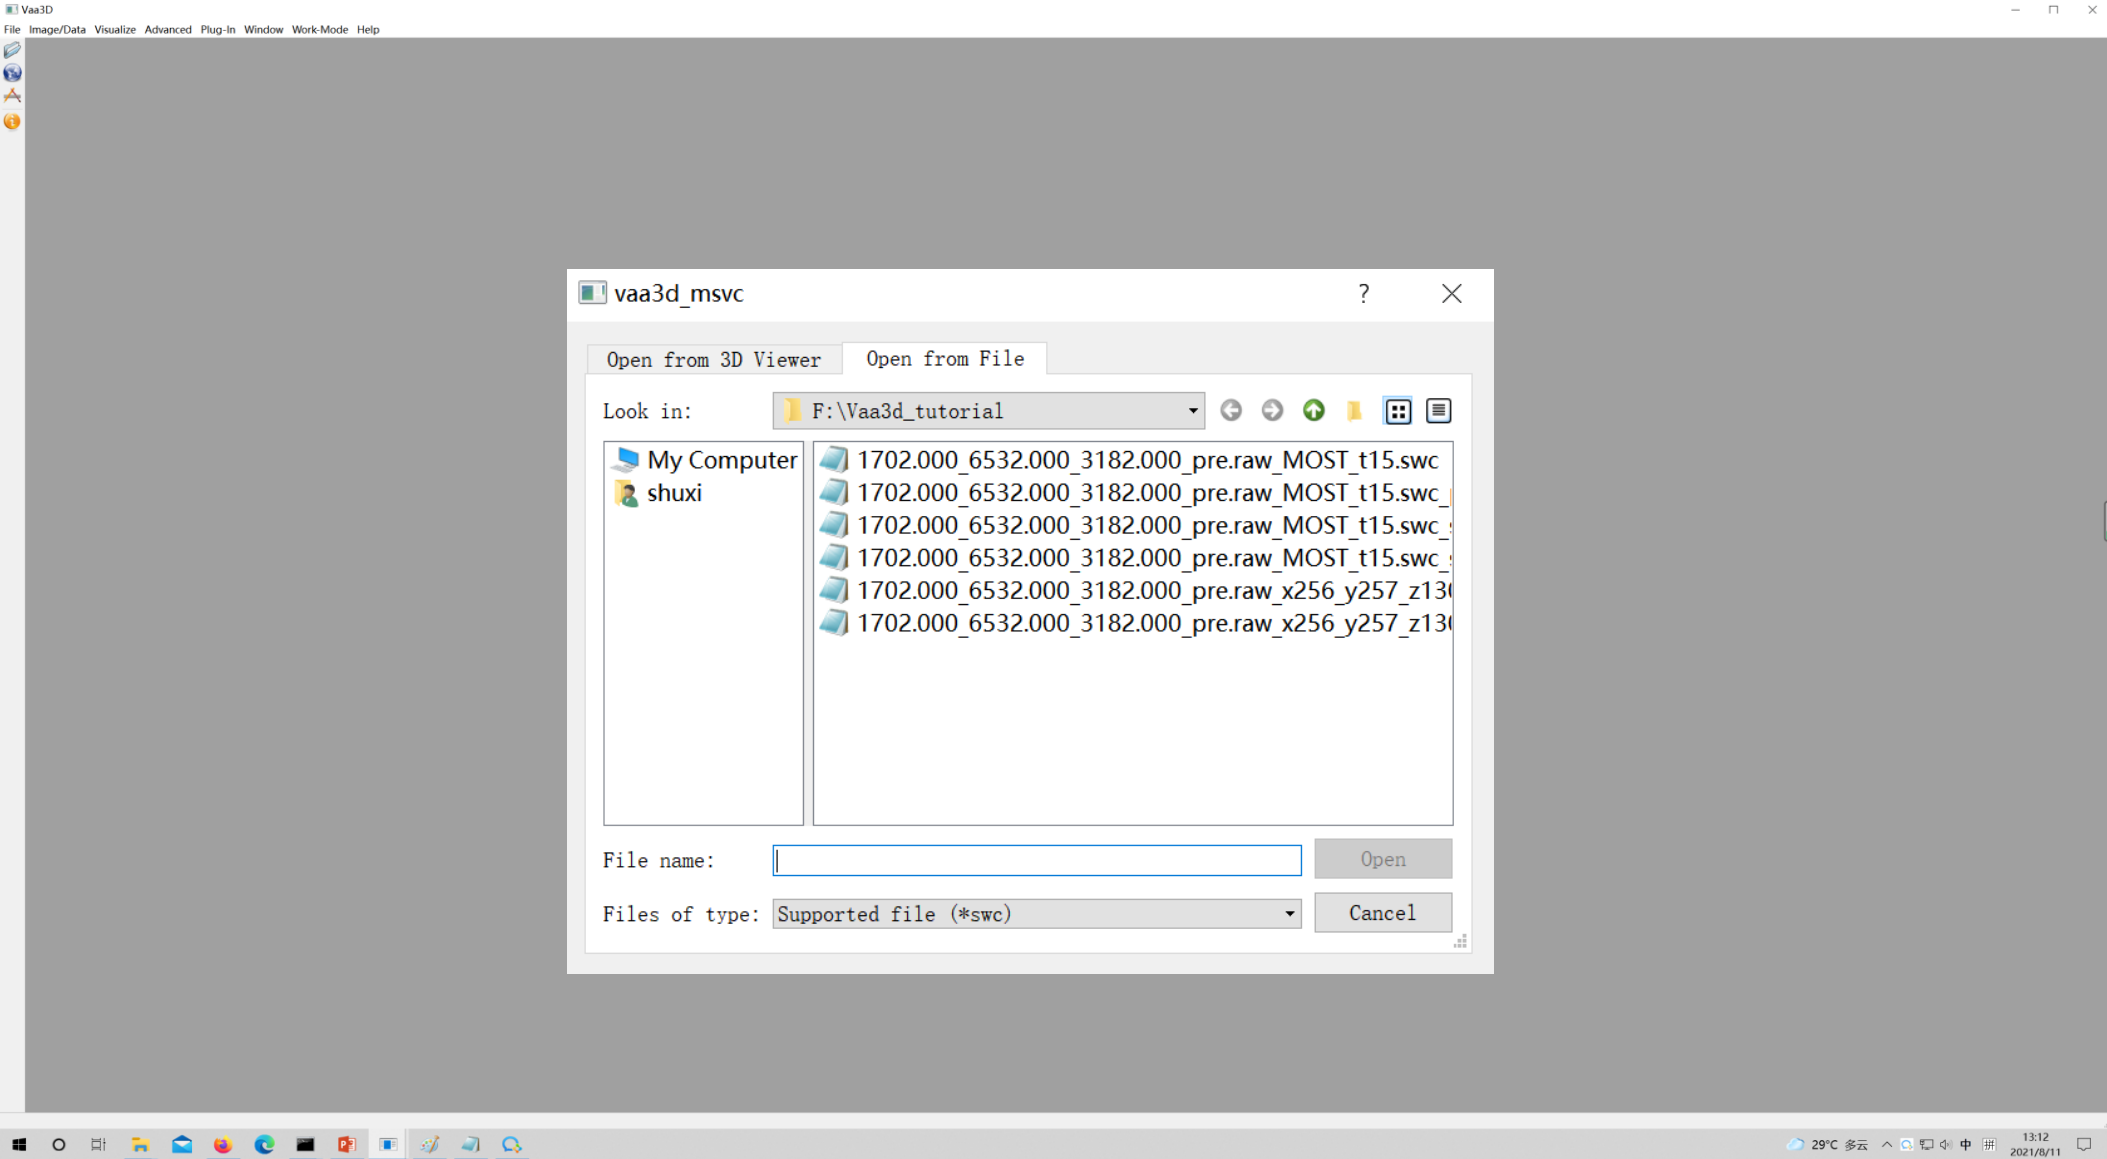 Vaa3D
File Image/Data Visualize Advanced Plug-In Window Work-Mode Help
vaa3d_msvc
Open from 3D Viewer Open from File
Look in: F:\Vaa3d_tutorial
My Computer
shuxi
1702.000_6532.000_3182.000_pre.raw_MOST_t15.swc
1702.000_6532.000_3182.000_pre.raw_MOST_t15.swc_
1702.000_6532.000_3182.000_pre.raw_MOST_t15.swc_
1702.000_6532.000_3182.000_pre.raw_MOST_t15.swc_
1702.000_6532.000_3182.000_pre.raw_x256_y257_z130
1702.000_6532.000_3182.000_pre.raw_x256_y257_z130
File name: Open
Files of type: Supported file (*swc) Cancel
29°C 多云 中 拼 13:12
2021/8/11